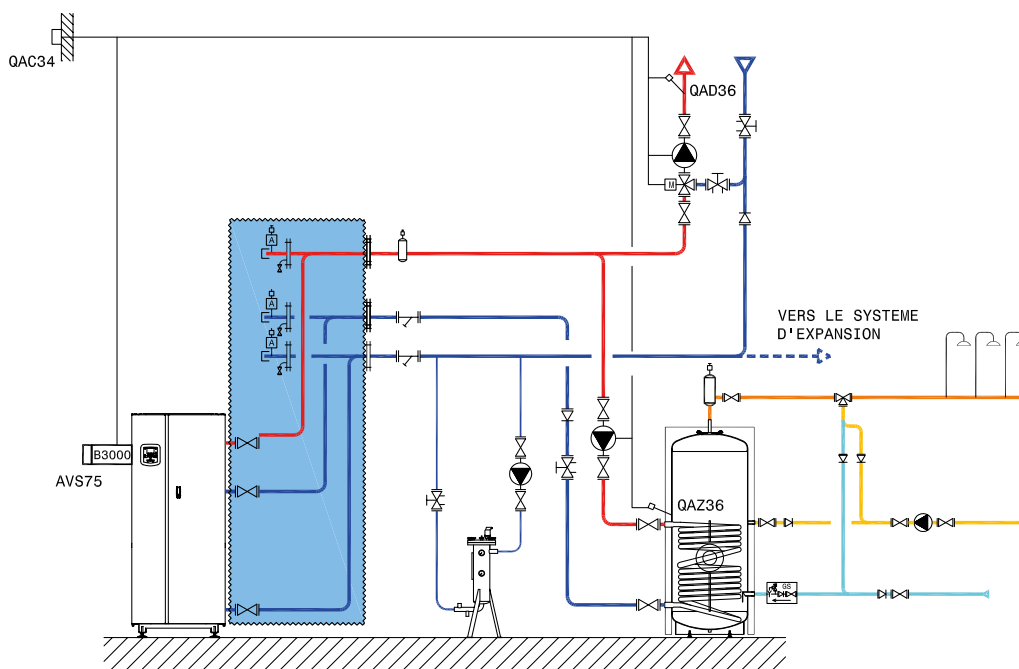 QAC34
QAD36
M
A
A
A
VERS LE SYSTEME
D'EXPANSION
B3000
AVS75
QAZ36
GS